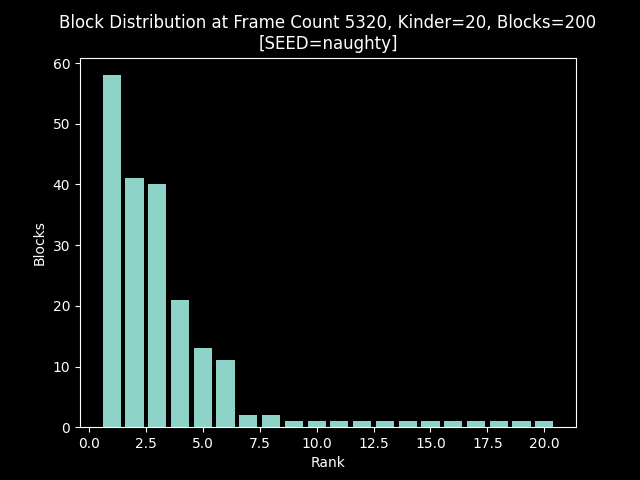 Block Distribution at Frame Count 5320, Kinder=20, Blocks=200
[SEED=naughty]
60
50
40
30
20
10
0
Blocks
0.0 2.5 5.0 7.5 10.0 12.5 15.0 17.5 20.0
Rank